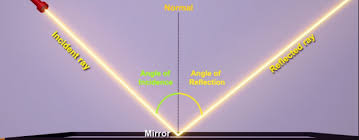 Normal
Incident ray
Reflected ray
Angle of
Incidence
Angle of
Reflection
Mirror